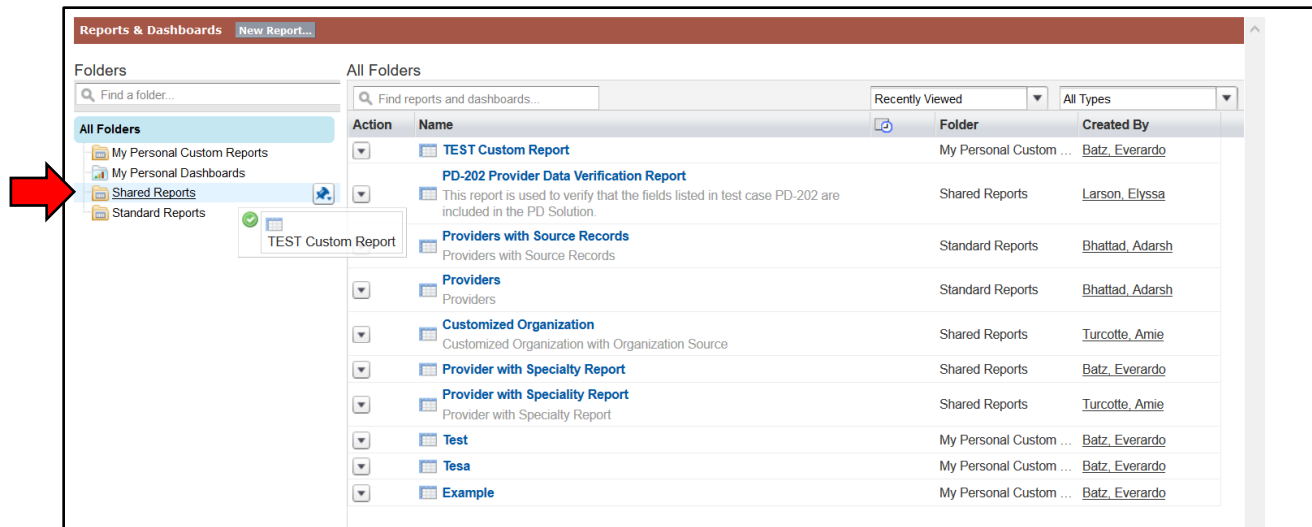 Reports & Dashboards New Report...
Folders
Find a folder...
All Folders
My Personal Custom Reports
My Personal Dashboards
Shared Reports
Standard Reports
TEST Custom Report
All Folders
Find reports and dashboards... Recently Viewed All Types
Action Name Folder Created By
TEST Custom Report My Personal Custom ... Batz, Everardo
PD-202 Provider Data Verification Report
This report is used to verify that the fields listed in test case PD-202 are Shared Reports Larson, Elyssa
included in the PD Solution.
Providers with Source Records
Providers with Source Records Standard Reports Bhattad, Adarsh
Providers
Providers Standard Reports Bhattad, Adarsh
Customized Organization
Customized Organization with Organization Source Shared Reports Turcotte, Amie
Provider with Specialty Report Shared Reports Batz, Everardo
Provider with Speciality Report
Provider with Specialty Report Shared Reports Turcotte, Amie
Test My Personal Custom ... Batz, Everardo
Tesa My Personal Custom ... Batz, Everardo
Example My Personal Custom ... Batz, Everardo